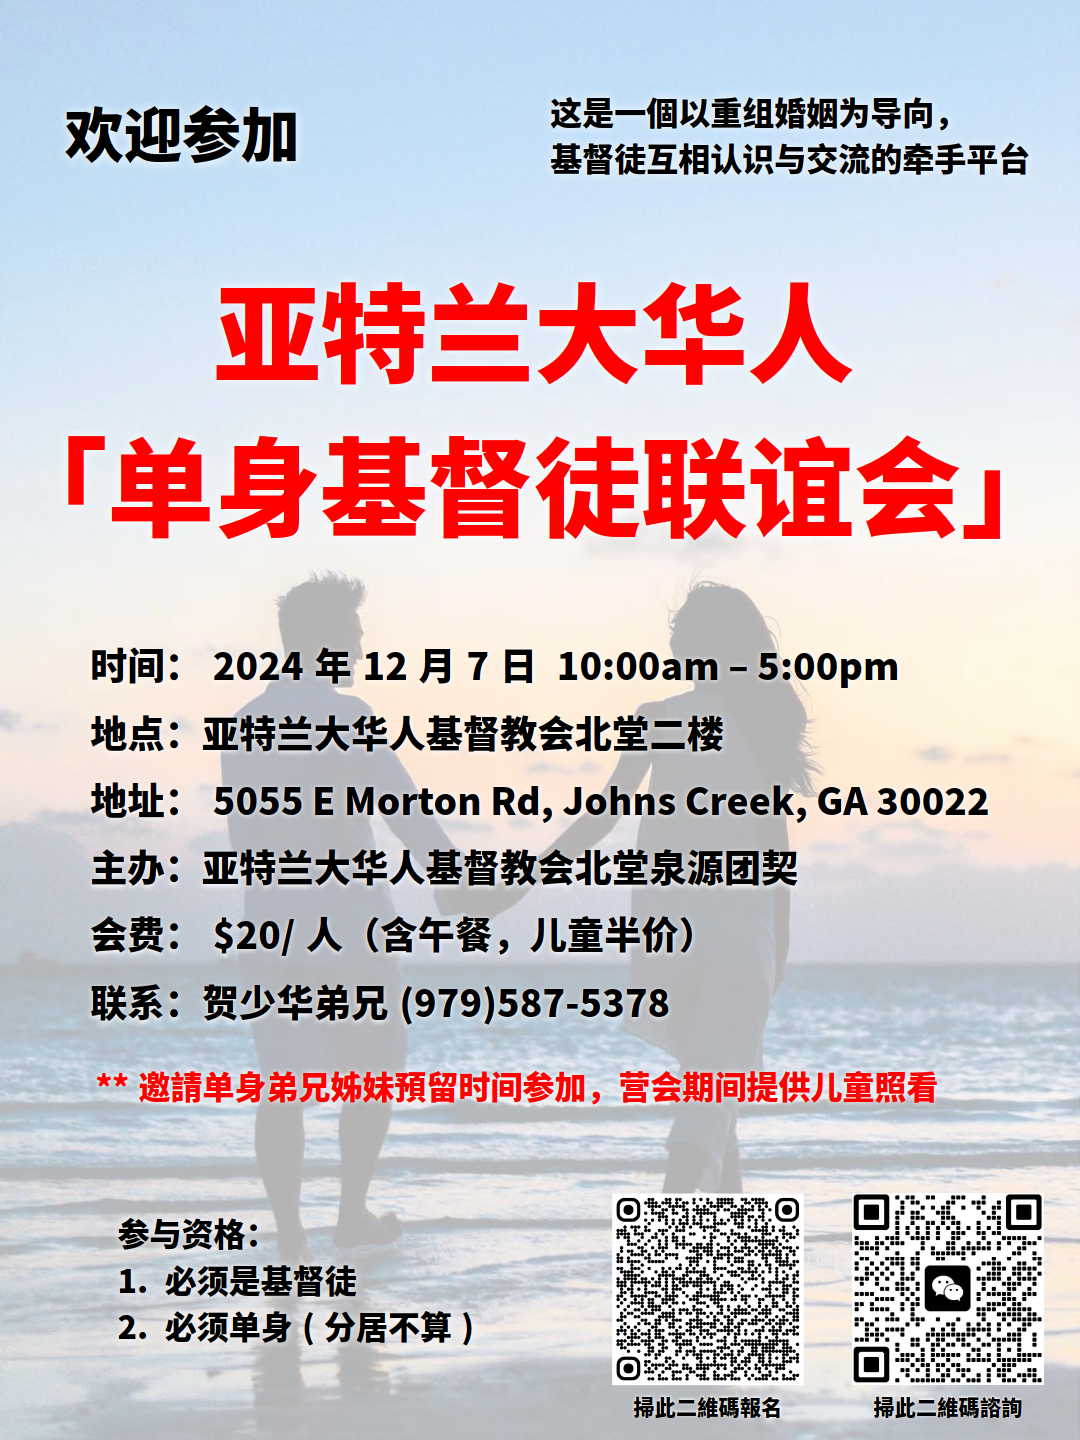 欢迎参加
这是一個以重组婚姻为导向，
基督徒互相认识与交流的牵手平台
亚特兰大华人
「单身基督徒联谊会」
时间： 2024 年 12 月 7 日 10:00am – 5:00pm
地点：亚特兰大华人基督教会北堂二楼
地址： 5055 E Morton Rd, Johns Creek, GA 30022
主办：亚特兰大华人基督教会北堂泉源团契
会费： $20/ 人（含午餐，儿童半价）
联系：贺少华弟兄 (979)587-5378
** 邀請单身弟兄姊妹預留时间参加，营会期间提供儿童照看
参与资格：
1. 必须是基督徒
2. 必须单身 ( 分居不算 )
掃此二維碼報名
掃此二維碼諮詢